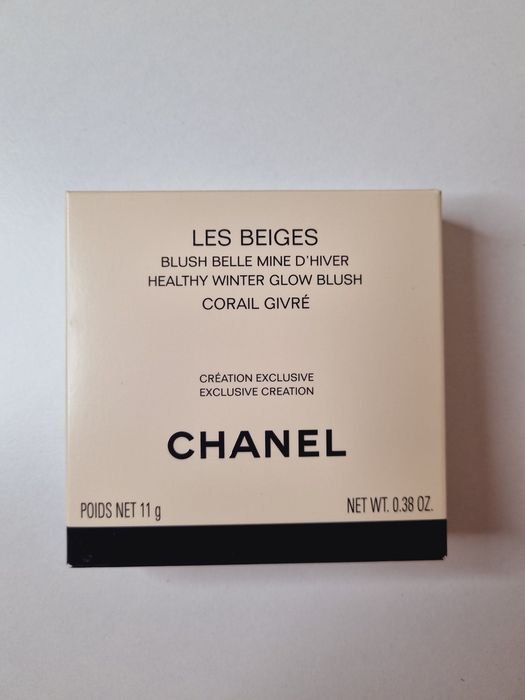 LES BEIGES
BLUSH BELLE MINE D'HIVER
HEALTHY WINTER GLOW BLUSH
CORAIL GIVRÉ
CRÉATION EXCLUSIVE
EXCLUSIVE CREATION
CHANEL
POIDS NET 11 g
NET WT. 0.38 OZ.